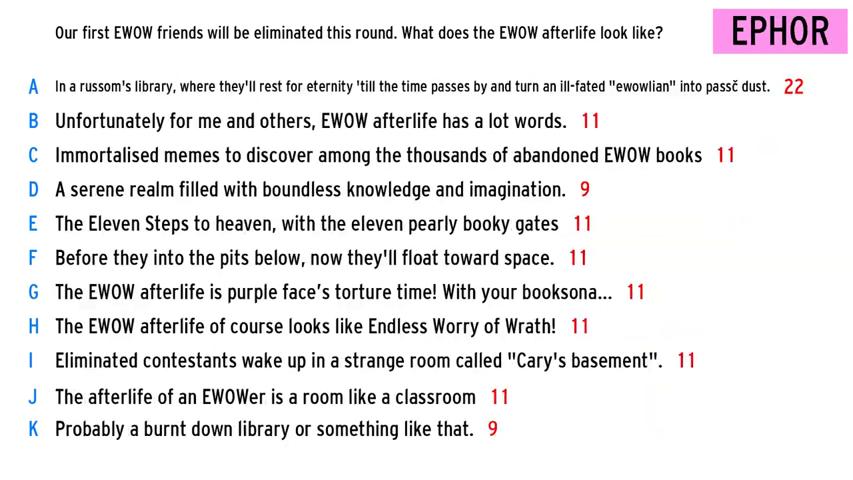 Our first EWOW friends will be eliminated this round. What does the EWOW afterlife look like?
EPHOR
A In a russom's library, where they'll rest for eternity 'till the time passes by and turn an ill-fated "ewowlian" into passč dust. 22
B Unfortunately for me and others, EWOW afterlife has a lot words. 11
C Immortalised memes to discover among the thousands of abandoned EWOW books 11
D A serene realm filled with boundless knowledge and imagination. 9
E The Eleven Steps to heaven, with the eleven pearly booky gates 11
F Before they into the pits below, now they'll float toward space. 11
G The EWOW afterlife is purple face's torture time! With your booksona... 11
H The EWOW afterlife of course looks like Endless Worry of Wrath! 11
I Eliminated contestants wake up in a strange room called "Cary's basement". 11
J The afterlife of an EWOWer is a room like a classroom 11
K Probably a burnt down library or something like that. 9